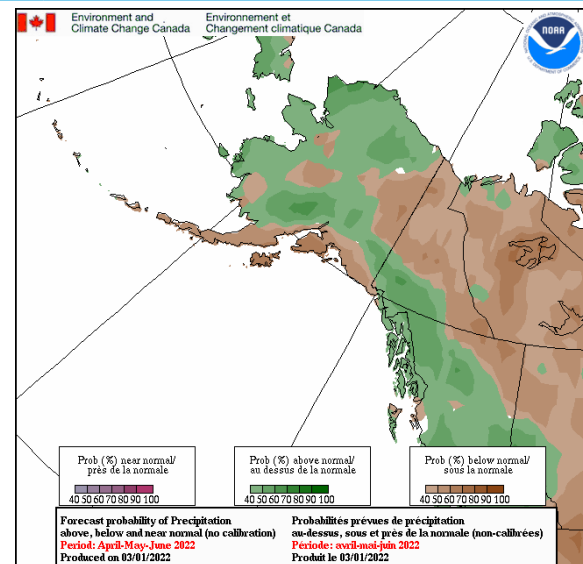 Environment and
Climate Change Canada
Environnement et
Changement climatique Canada
NOAA
Prob (%) near normal/
près de la normale
40 50 60 70 80 90 100
Prob (%) above normal/
au dessus de la normale
40 50 60 70 80 90 100
Prob (%) below normal/
sous la normale
40 50 60 70 80 90 100
Forecast probability of Precipitation
above, below and near normal (no calibration)
Period: April-May-June 2022
Produced on 03/01/2022
Probabilités prévues de précipitation
au-dessus, sous et près de la normale (non-calibrées)
Période: avril-mai-juin 2022
Produit le 03/01/2022